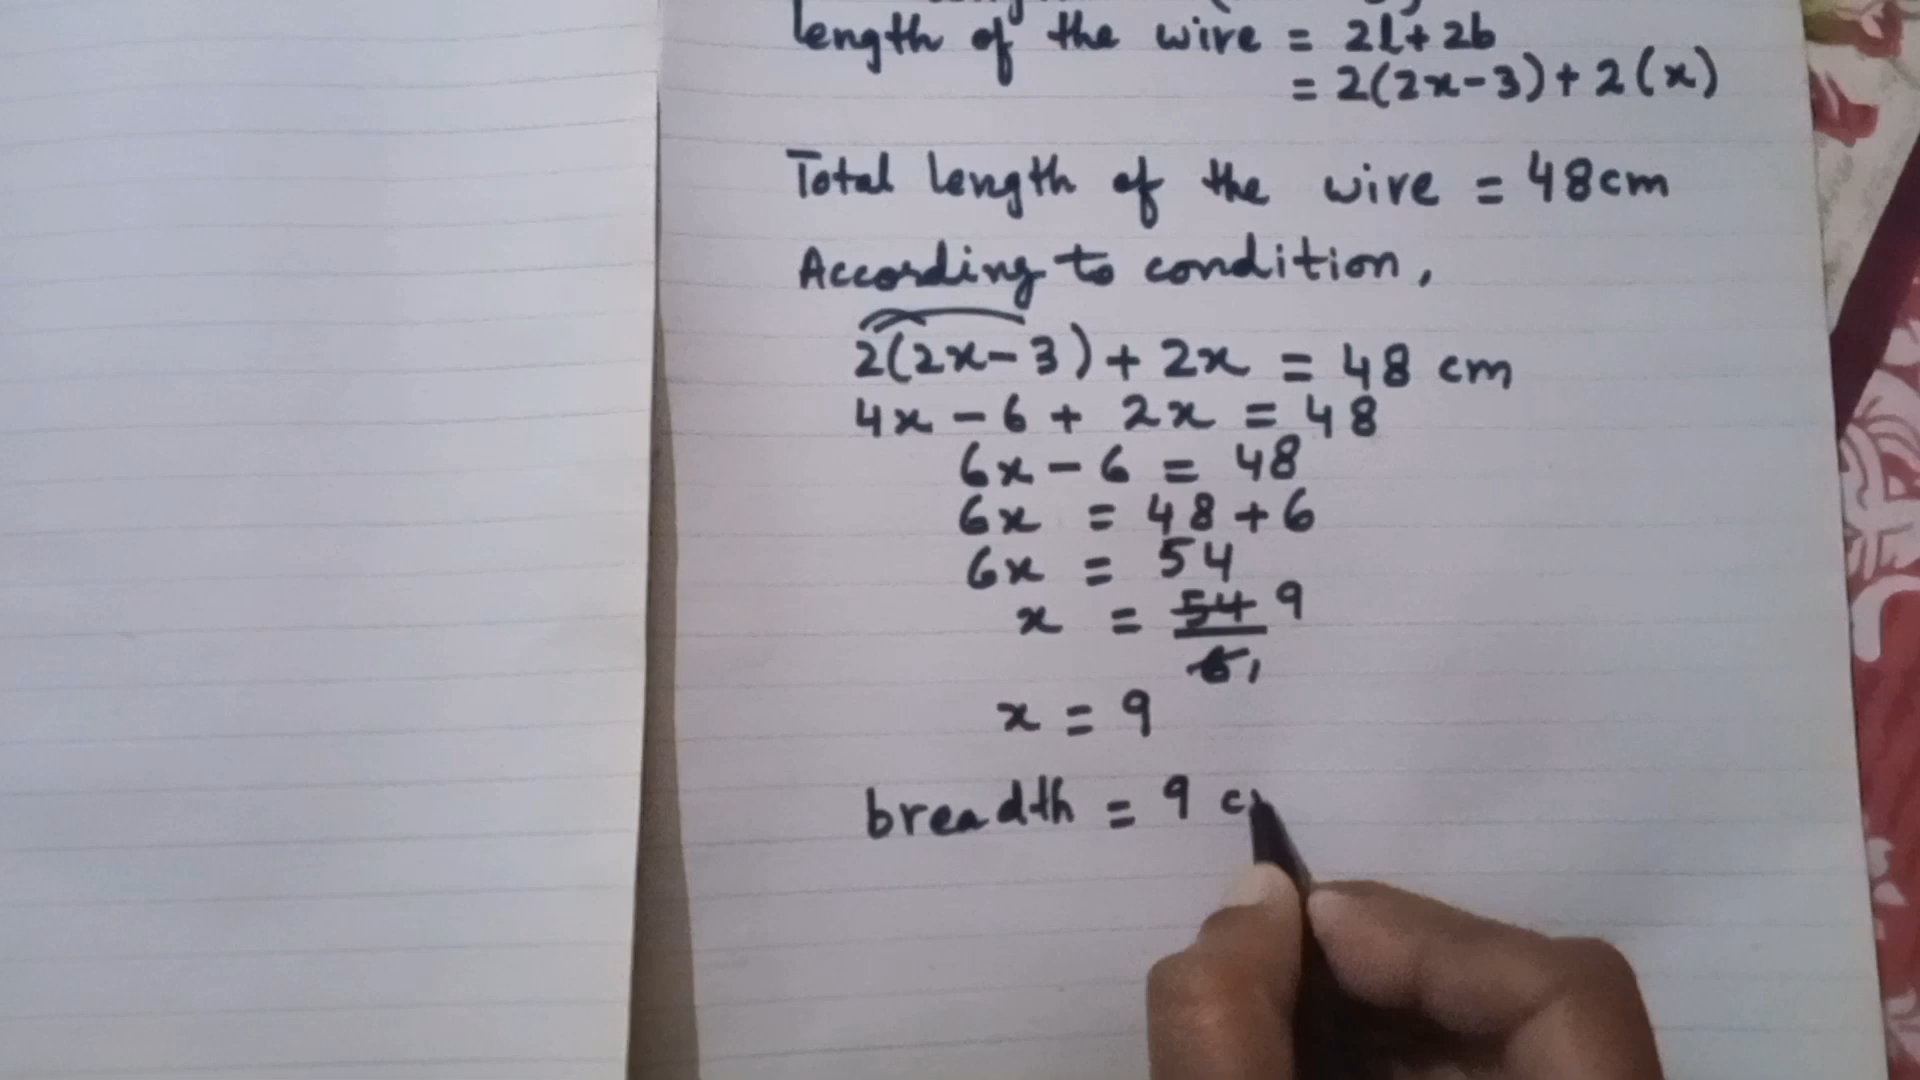 length of the wire = 2l + 2b
= 2(2x-3) + 2(x)
Total length of the wire = 48cm
According to condition,
2(2x-3) + 2x = 48 cm
4x - 6 + 2x = 48
6x - 6 = 48
6x = 48 + 6
6x = 54
x = 54/6 9 1
x = 9
breadth = 9 c